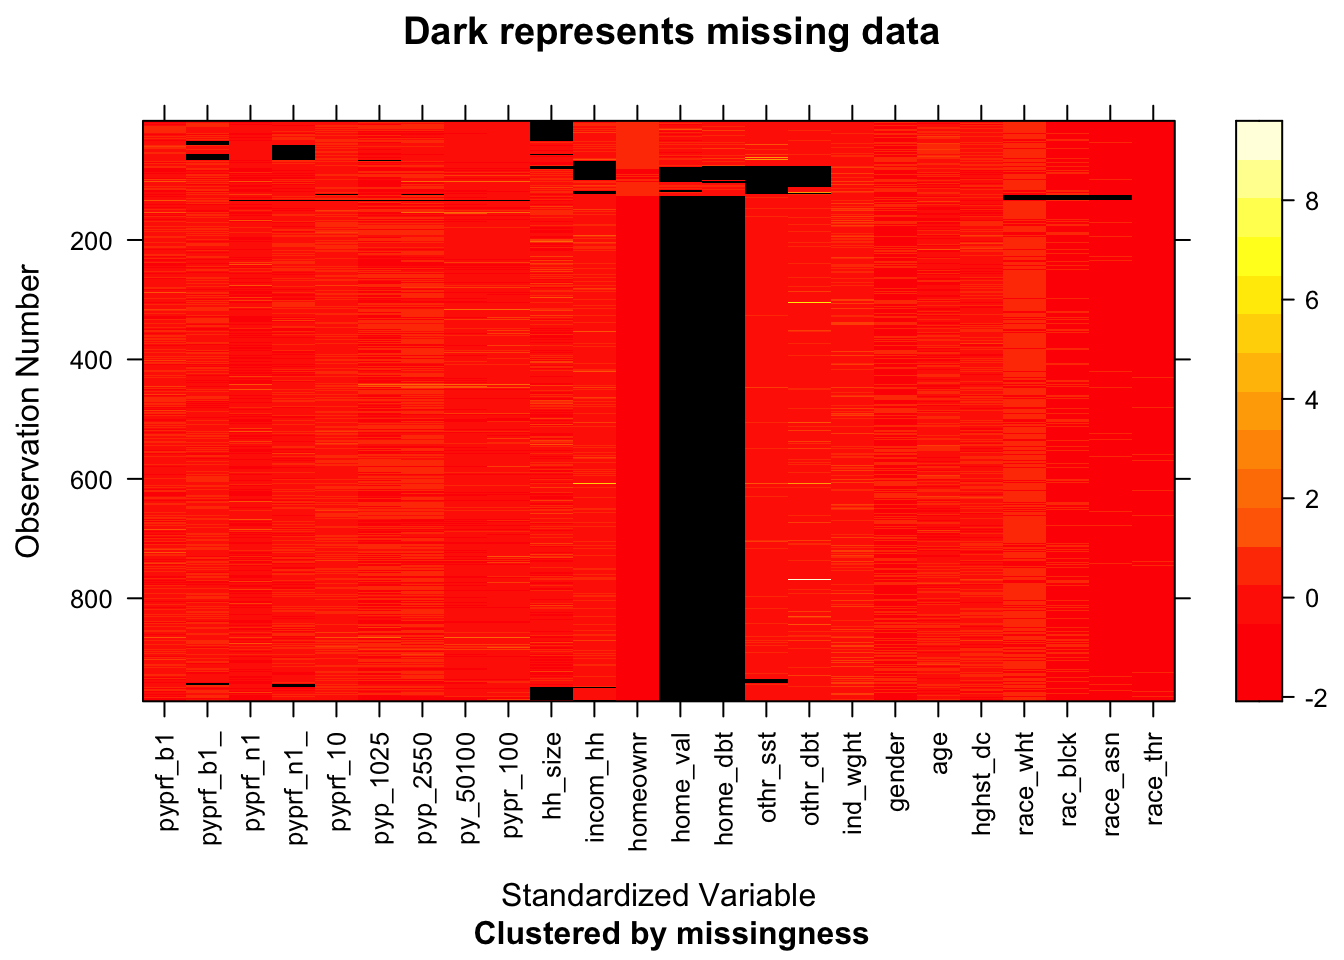 Dark represents missing data
Observation Number
200
400
600
800
8
6
4
2
0
-2
pyprf_b1
pyprf_b1_
pyprf_n1
pyprf_n1_
pyprf_10
pyp_1025
pyp_2550
py_50100
pypr_100
hh_size
incom_hh
homeownr
home_val
home_dbt
othr_sst
othr_dbt
ind_wght
gender
age
hghst_dc
race_wht
rac_blck
race_asn
race_thr
Standardized Variable
Clustered by missingness